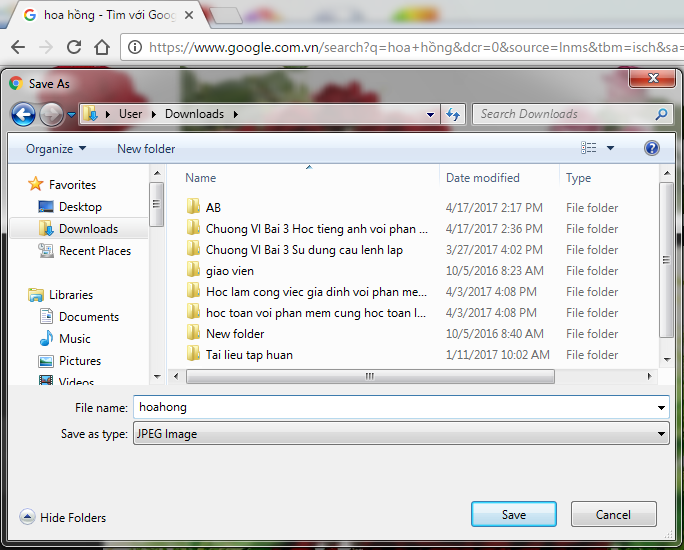 hoa hồng - Tìm với Goog
https://www.google.com.vn/search?q=hoa+hồng&dcr=0&source=lnms&tbm=isch&sa=
Save As
User Downloads
Search Downloads
Organize New folder
Favorites
Desktop
Downloads
Recent Places
Libraries
Documents
Music
Pictures
Videos
Name Date modified Type
AB 4/17/2017 2:17 PM File folder
Chuong VI Bai 3 Hoc tieng anh voi phan ... 4/17/2017 2:36 PM File folder
Chuong VI Bai 3 Su dung cau lenh lap 3/27/2017 4:02 PM File folder
giao vien 10/5/2016 8:23 AM File folder
Hoc lam cong viec gia dinh voi phan me... 4/3/2017 4:08 PM File folder
hoc toan voi phan mem cung hoc toan l... 4/3/2017 4:08 PM File folder
New folder 10/5/2016 8:40 AM File folder
Tai lieu tap huan 1/11/2017 10:02 AM File folder
File name: hoahong
Save as type: JPEG Image
Hide Folders
Save Cancel